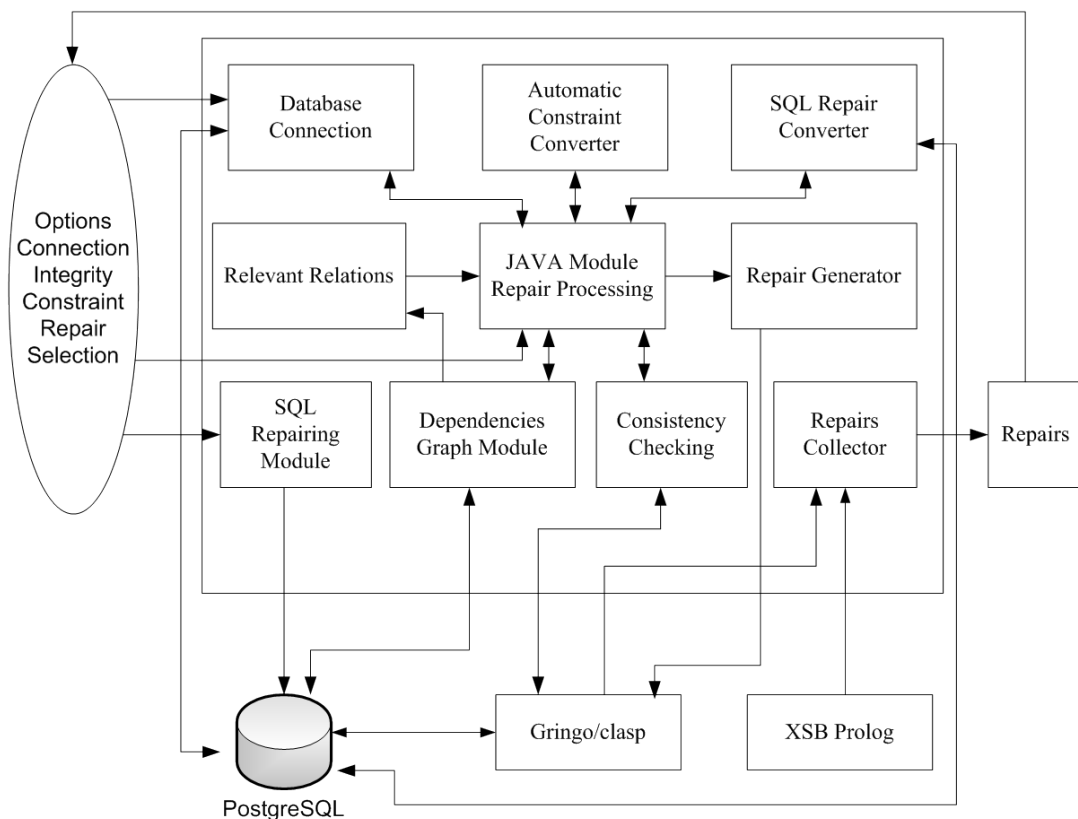 Database
Connection
Automatic
Constraint
Converter
SQL Repair
Converter
Options
Connection
Integrity
Constraint
Repair
Selection
Relevant Relations
JAVA Module
Repair Processing
Repair Generator
SQL
Repairing
Module
Dependencies
Graph Module
Consistency
Checking
Repairs
Collector
Repairs
Gringo/clasp
XSB Prolog
PostgreSQL